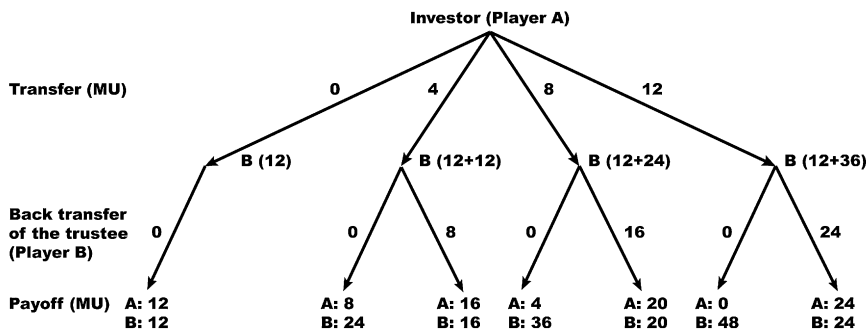 Investor (Player A)
Transfer (MU) 0 4 8 12
B (12) B (12+12) B (12+24) B (12+36)
Back transfer
of the trustee 0 0 8 0 16 0 24
(Player B)
Payoff (MU) A: 12 A: 8 A: 16 A: 4 A: 20 A: 0 A: 24
B: 12 B: 24 B: 16 B: 36 B: 20 B: 48 B: 24